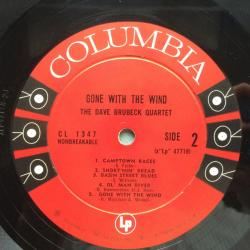 COLUMBIA
GONE WITH THE WIND
THE DAVE BRUBECK QUARTET
CL 1347
NONBREAKABLE
SIDE 2
1. CAMPTOWN RACES
2. SHORT'NIN' BREAD
3. BASIN STREET BLUES
4. OL' MAN RIVER
5. GONE WITH THE WIND
LP